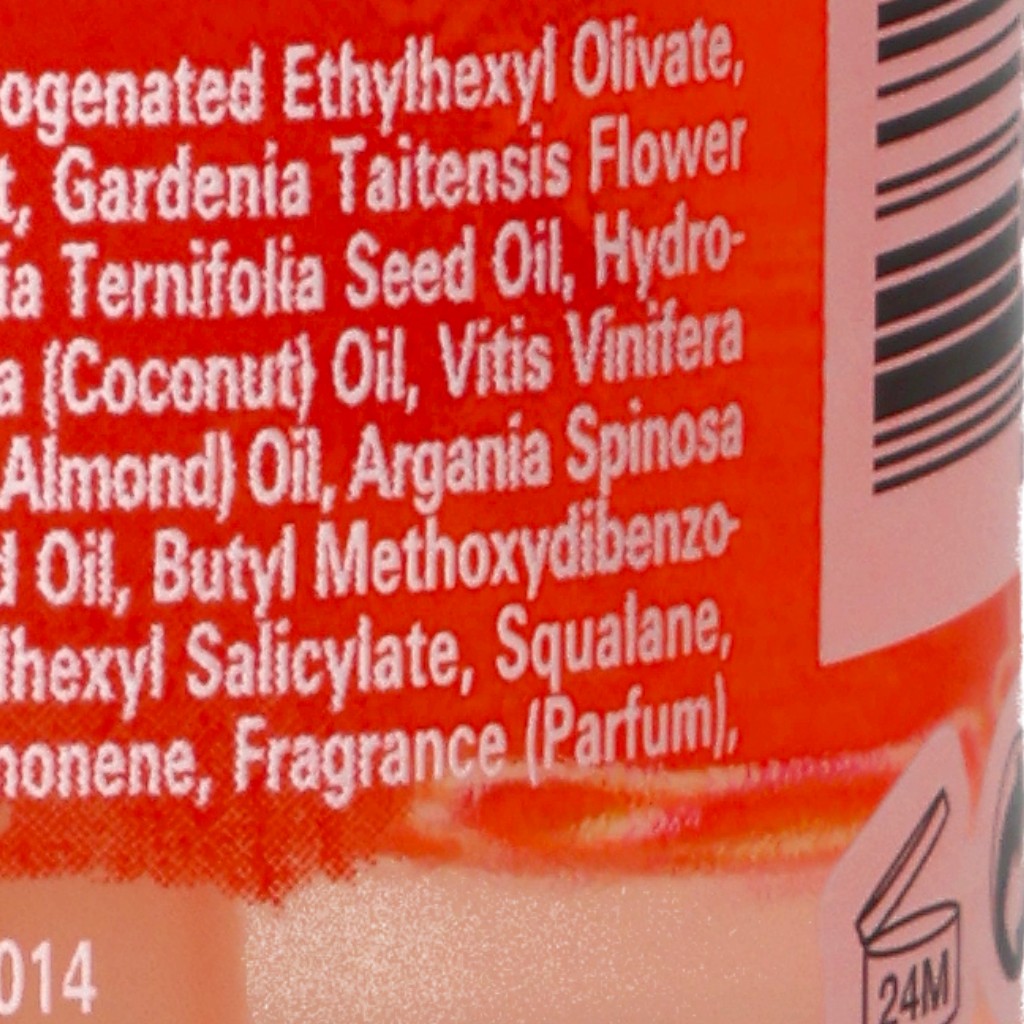 ogenated Ethylhexyl Olivate,
t, Gardenia Taitensis Flower
ia Ternifolia Seed Oil, Hydro-
a (Coconut) Oil, Vitis Vinifera
Almond) Oil, Argania Spinosa
d Oil, Butyl Methoxydibenzo-
lhexyl Salicylate, Squalane,
nonene, Fragrance (Parfum),
014
24M